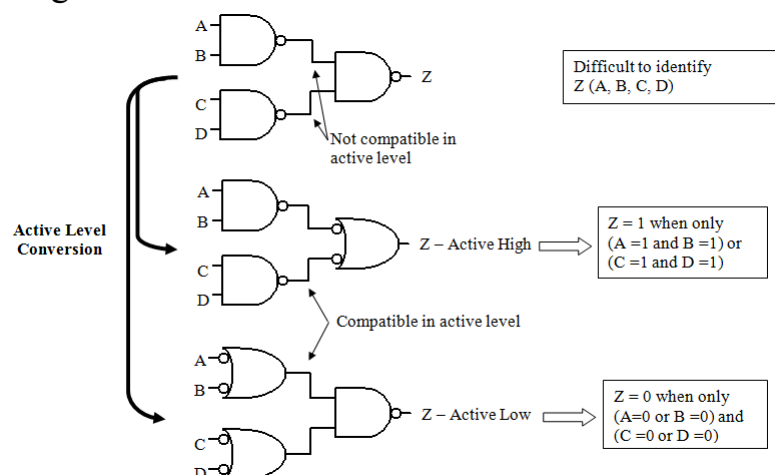 A
B
Z
C
D
Difficult to identify
Z (A, B, C, D)
Not compatible in
active level
A
B
C
D
Z – Active High
Z = 1 when only
(A =1 and B =1) or
(C =1 and D =1)
Active Level
Conversion
Compatible in active level
A
B
C
D
Z – Active Low
Z = 0 when only
(A=0 or B =0) and
(C =0 or D =0)